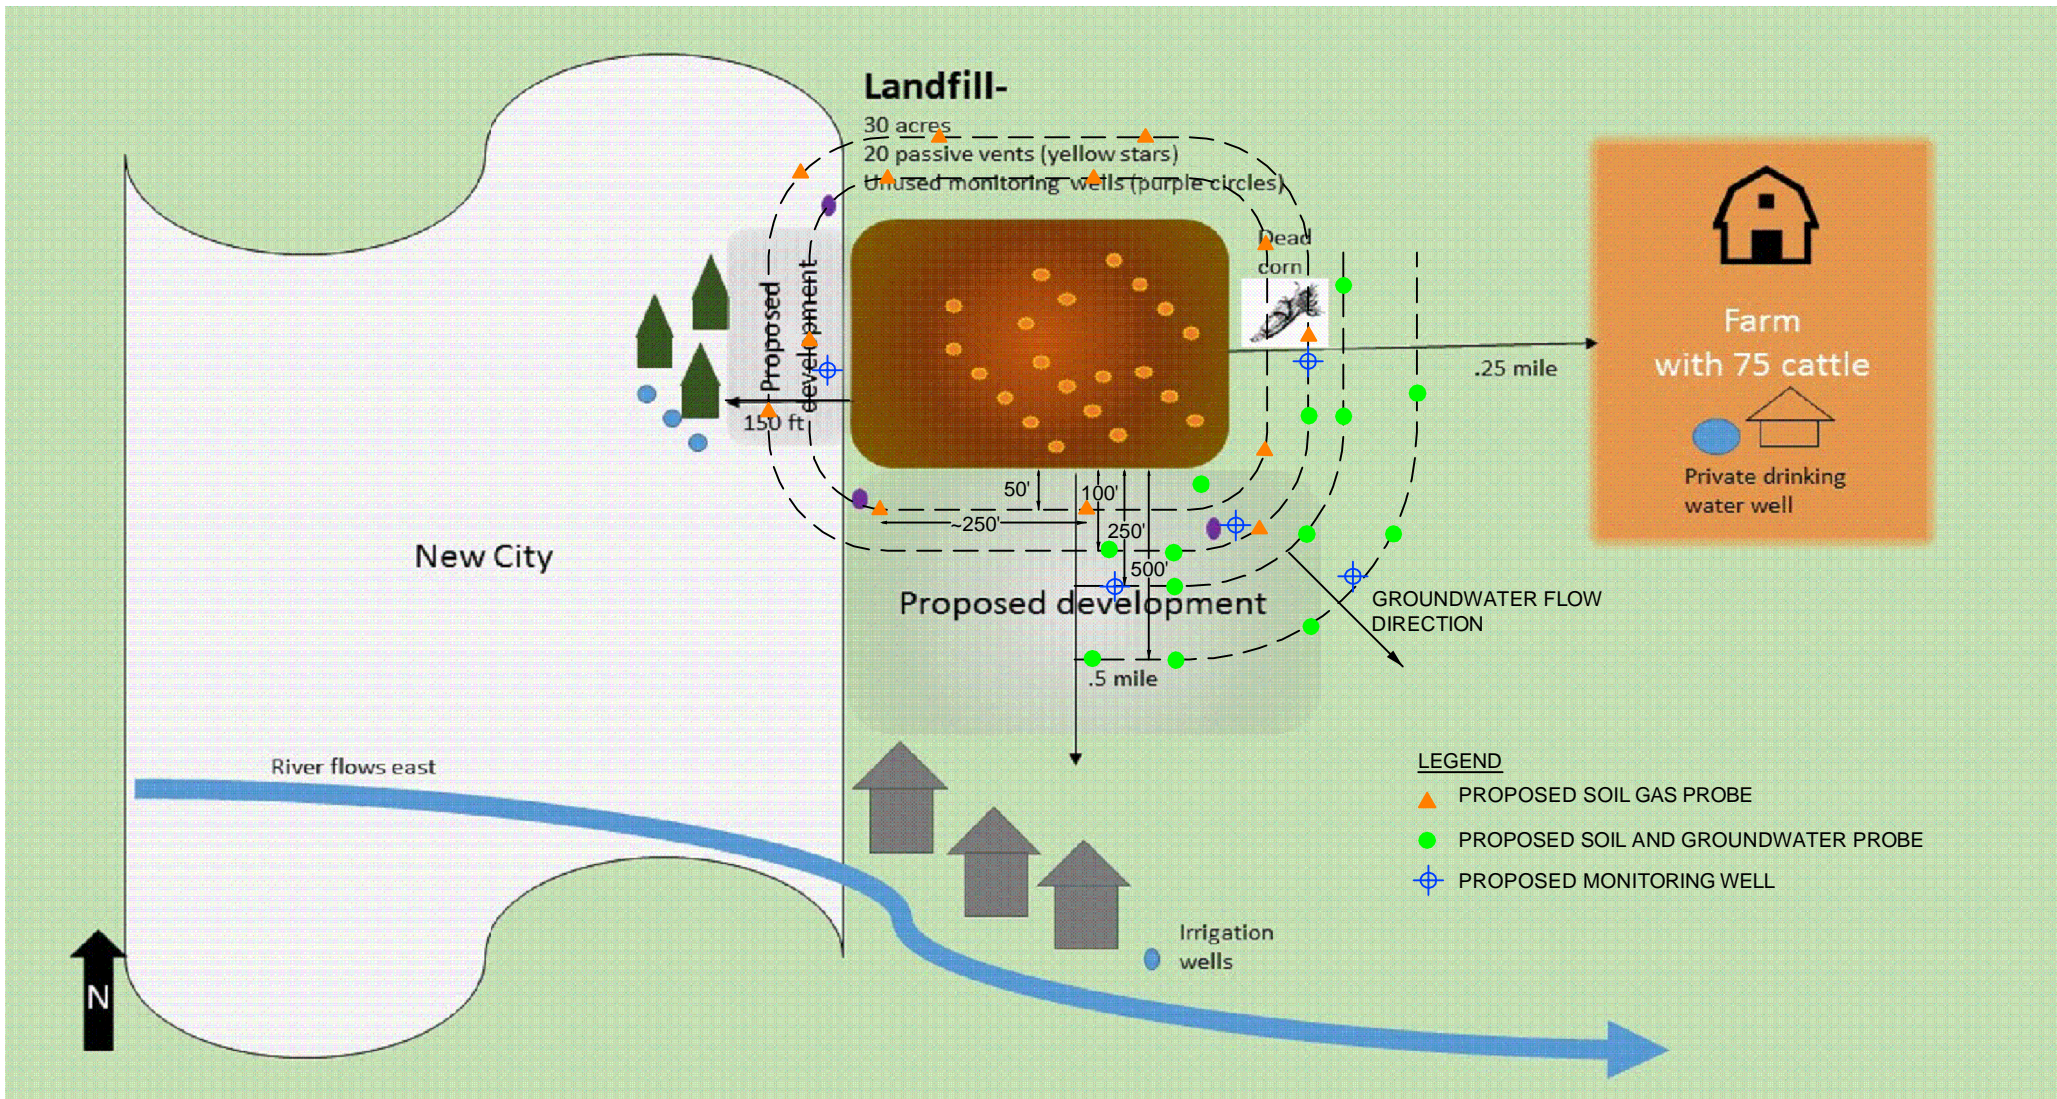 Landfill-
30 acres
20 passive vents (yellow stars)
Unused monitoring wells (purple circles)
Dead
corn
Proposed
development
150 ft
.25 mile
Farm
with 75 cattle
Private drinking
water well
50'
100'
~250'
250'
500'
New City
Proposed development
.5 mile
GROUNDWATER FLOW
DIRECTION
River flows east
LEGEND
PROPOSED SOIL GAS PROBE
PROPOSED SOIL AND GROUNDWATER PROBE
PROPOSED MONITORING WELL
Irrigation
wells
N